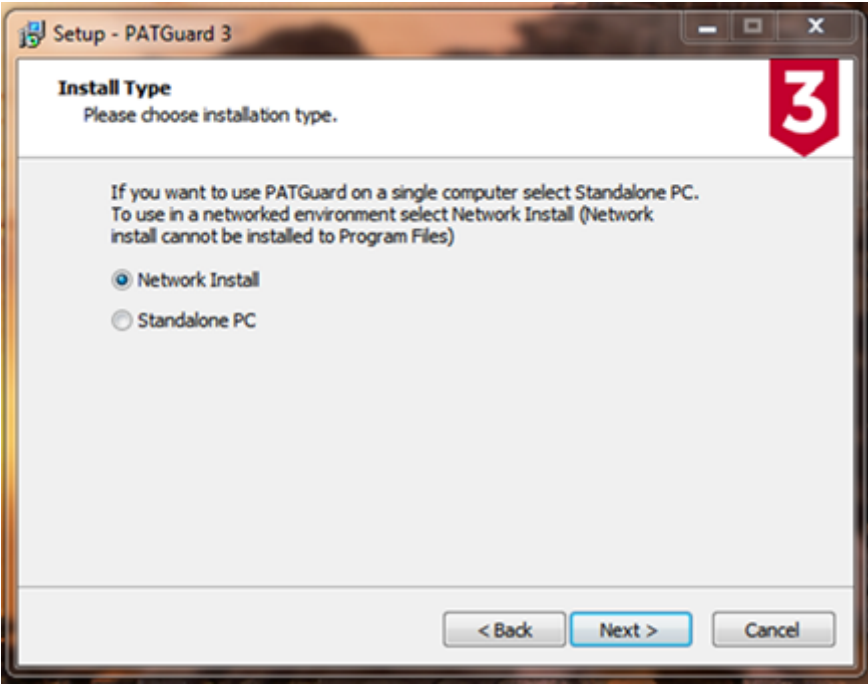 Setup - PATGuard 3
Install Type
Please choose installation type.
3
If you want to use PATGuard on a single computer select Standalone PC.
To use in a networked environment select Network Install (Network
install cannot be installed to Program Files)
Network Install
Standalone PC
< Back Next > Cancel